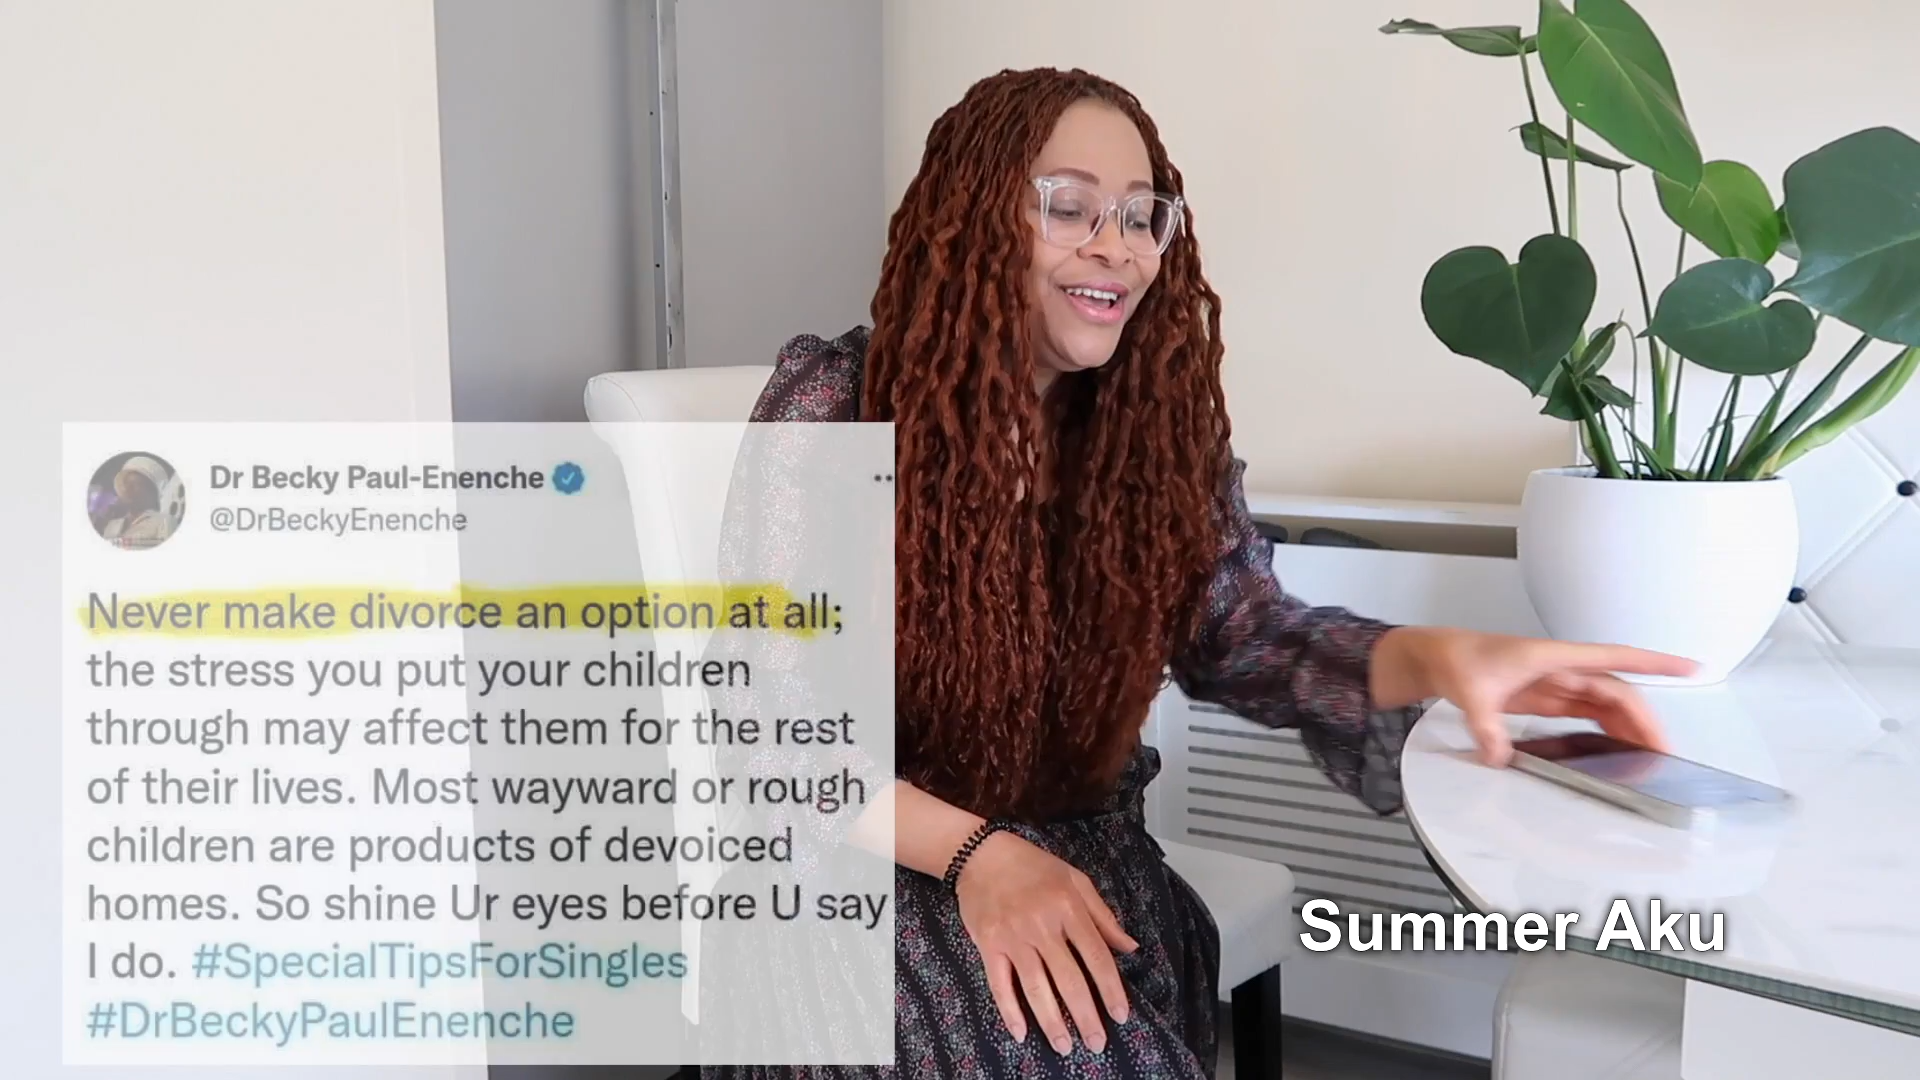 Dr Becky Paul-Enenche
@DrBeckyEnenche
Never make divorce an option at all;
the stress you put your children
through may affect them for the rest
of their lives. Most wayward or rough
children are products of devoiced
homes. So shine Ur eyes before U say
I do. #SpecialTipsForSingles
#DrBeckyPaulEnenche
Summer Aku